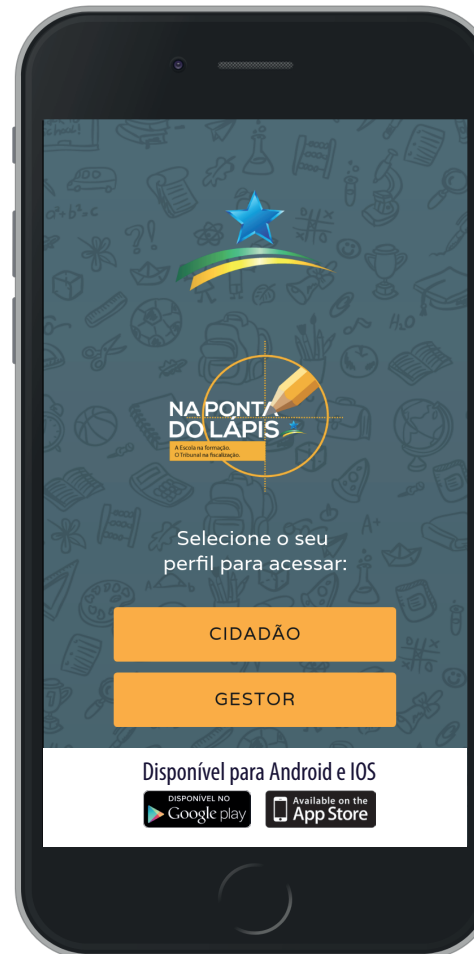 NA PONTA
DO LÁPIS
A Escola na formação.
O Tribunal na fiscalização.
Selecione o seu
perfil para acessar:
CIDADÃO
GESTOR
Disponível para Android e IOS
DISPONÍVEL NO
Google play
Available on the
App Store